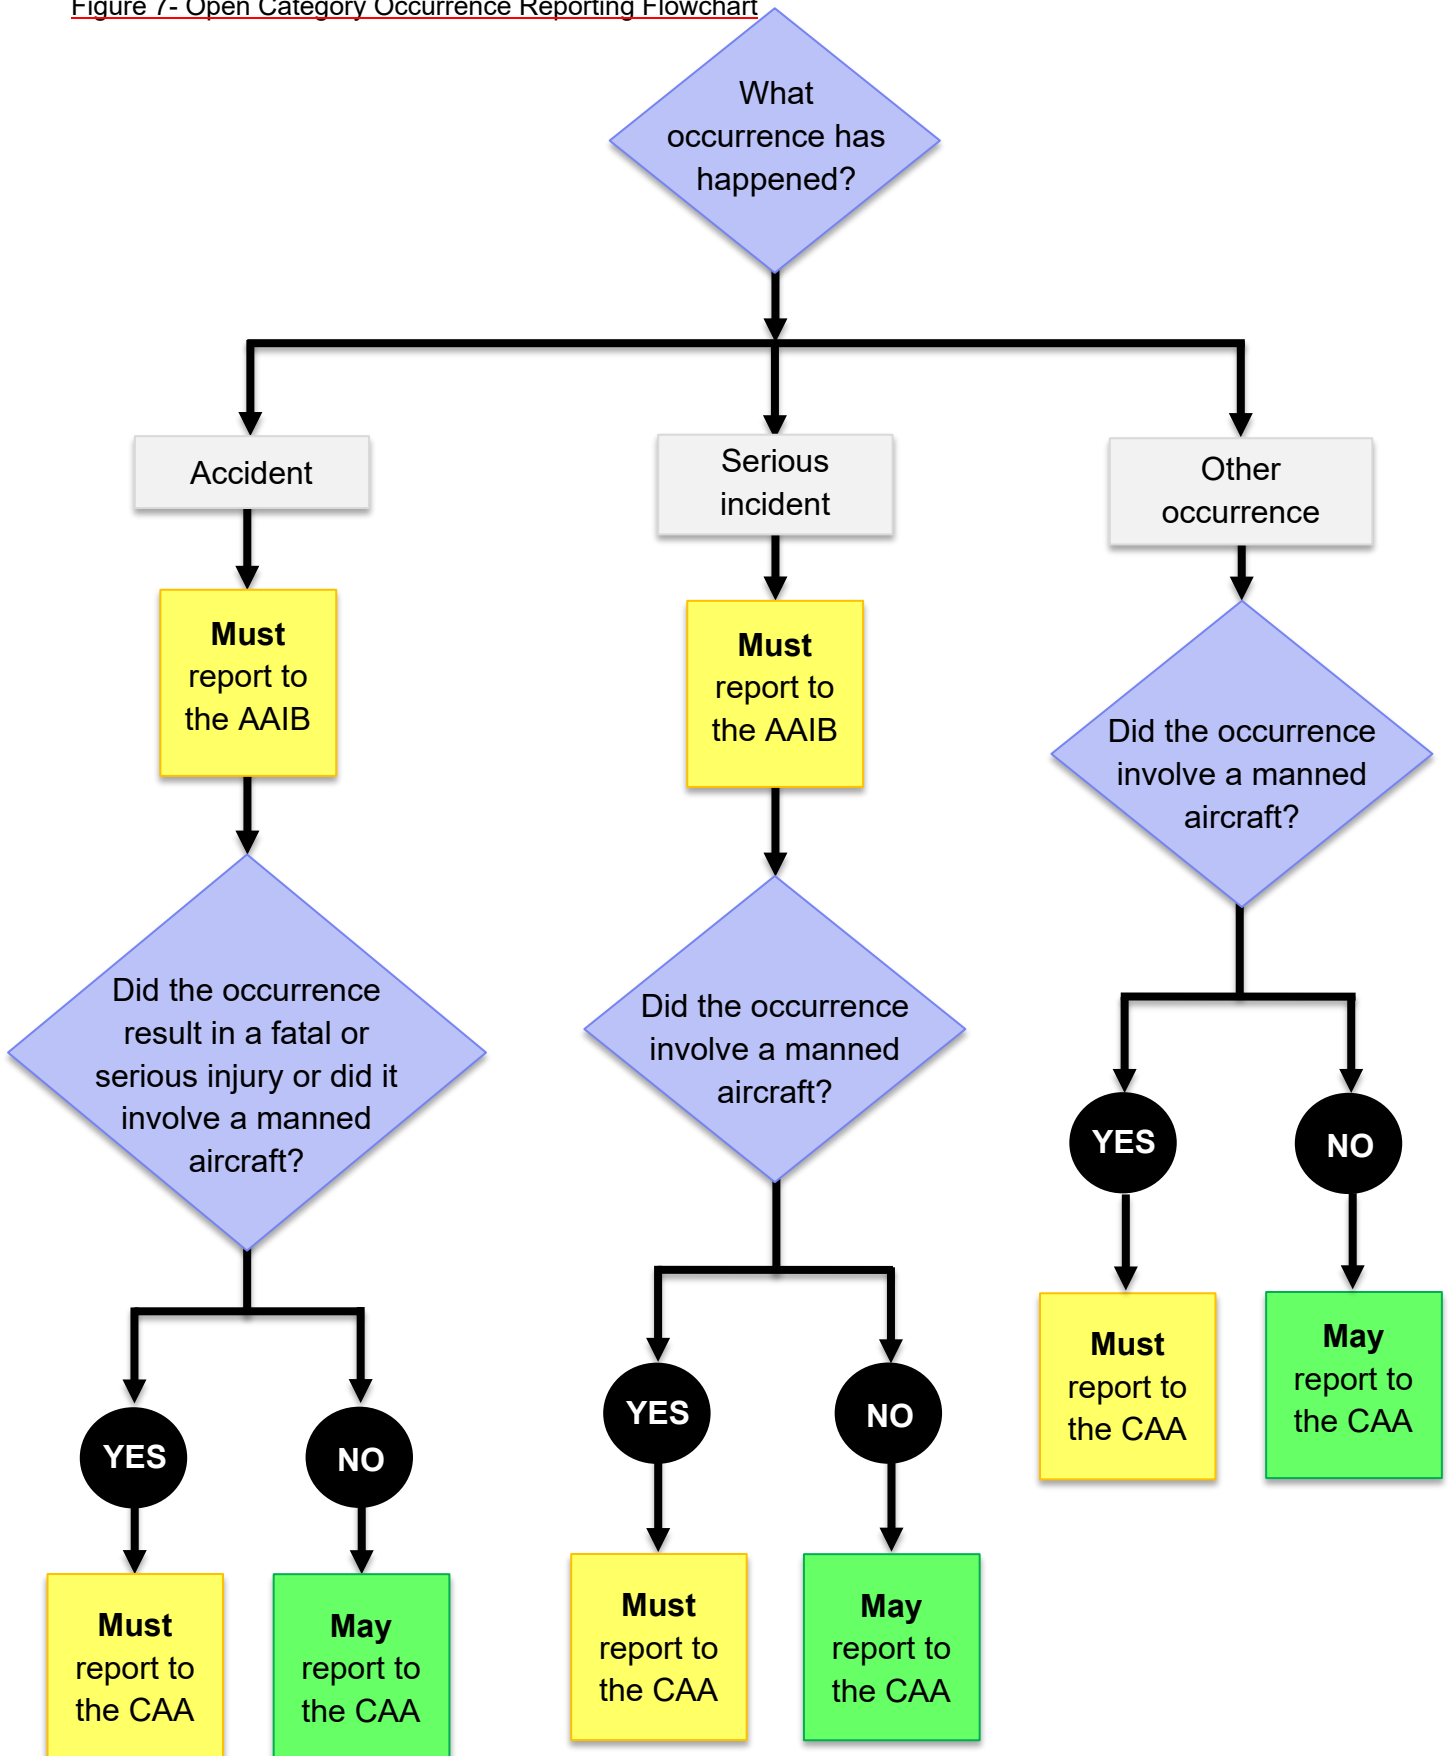 Figure 7- Open Category Occurrence Reporting Flowchart
What
occurrence has
happened?
Accident
Serious
incident
Other
occurrence
Must
report to
the AAIB
Must
report to
the AAIB
Did the occurrence
involve a manned
aircraft?
Did the occurrence
result in a fatal or
serious injury or did it
involve a manned
aircraft?
Did the occurrence
involve a manned
aircraft?
YES
NO
YES
NO
YES
NO
Must
report to
the CAA
May
report to
the CAA
Must
report to
the CAA
May
report to
the CAA
Must
report to
the CAA
May
report to
the CAA